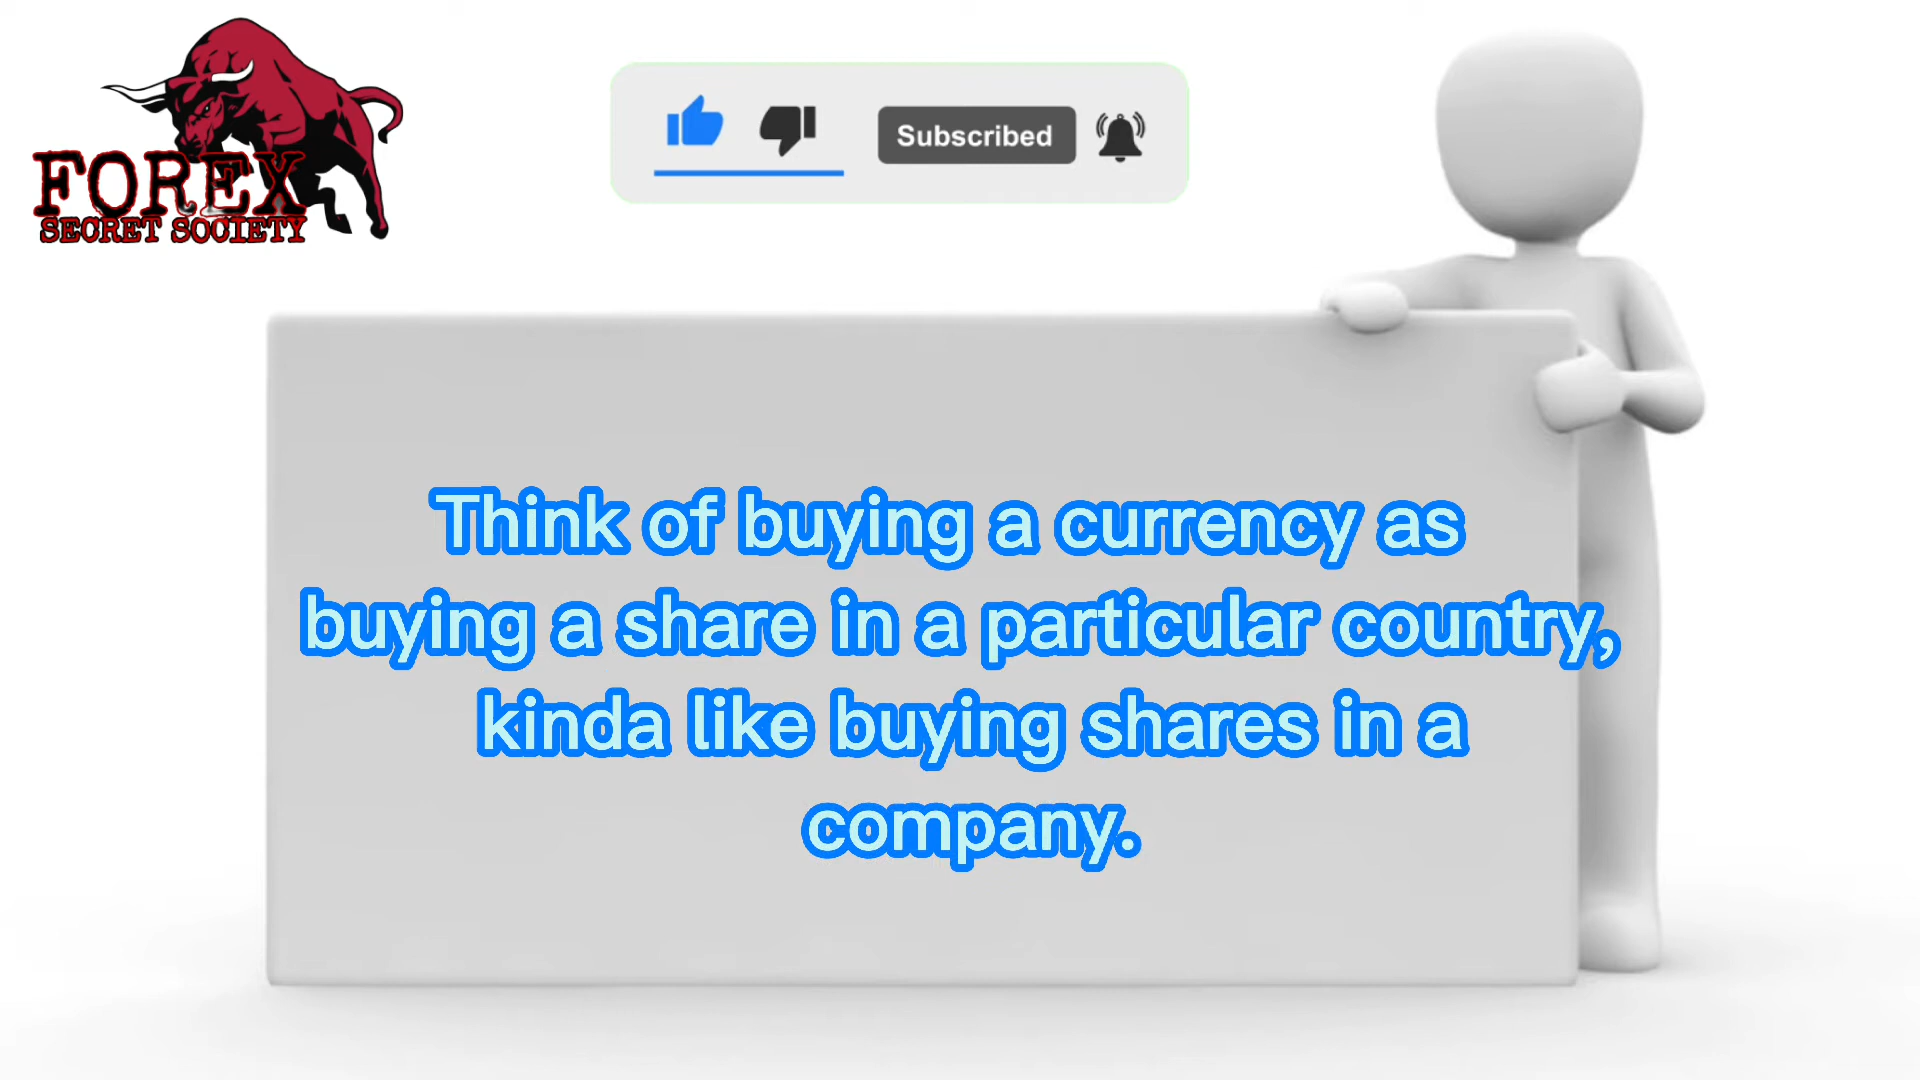 FOREX
SECRET SOCIETY
Subscribed
Think of buying a currency as
buying a share in a particular country,
kinda like buying shares in a
company.